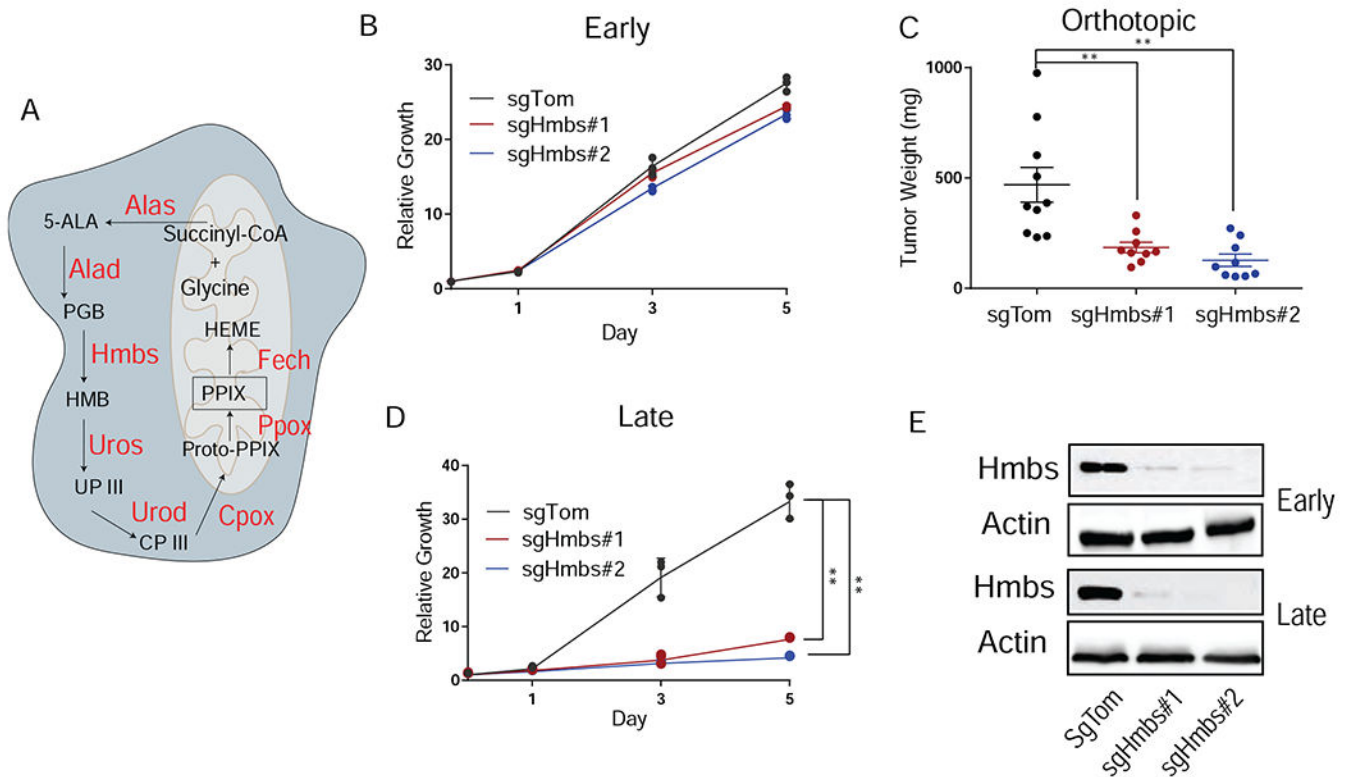 A
Alas
5-ALA
Succinyl-CoA
+
Glycine
Alad
PGB
Hmbs
HMB
Uros
UP III
Urod
CP III
Cpox
HEME
Fech
PPIX
Ppox
Proto-PPIX
B
Early
Relative Growth
30
20
10
0
sgTom
sgHmbs#1
sgHmbs#2
1
3
5
Day
C
Orthotopic
**
**
Tumor Weight (mg)
1000
500
0
sgTom
sgHmbs#1
sgHmbs#2
D
Late
Relative Growth
40
30
20
10
0
sgTom
sgHmbs#1
sgHmbs#2
**
**
1
3
5
Day
E
Hmbs
Actin
Early
Hmbs
Actin
Late
SgTom
sgHmbs#1
sgHmbs#2